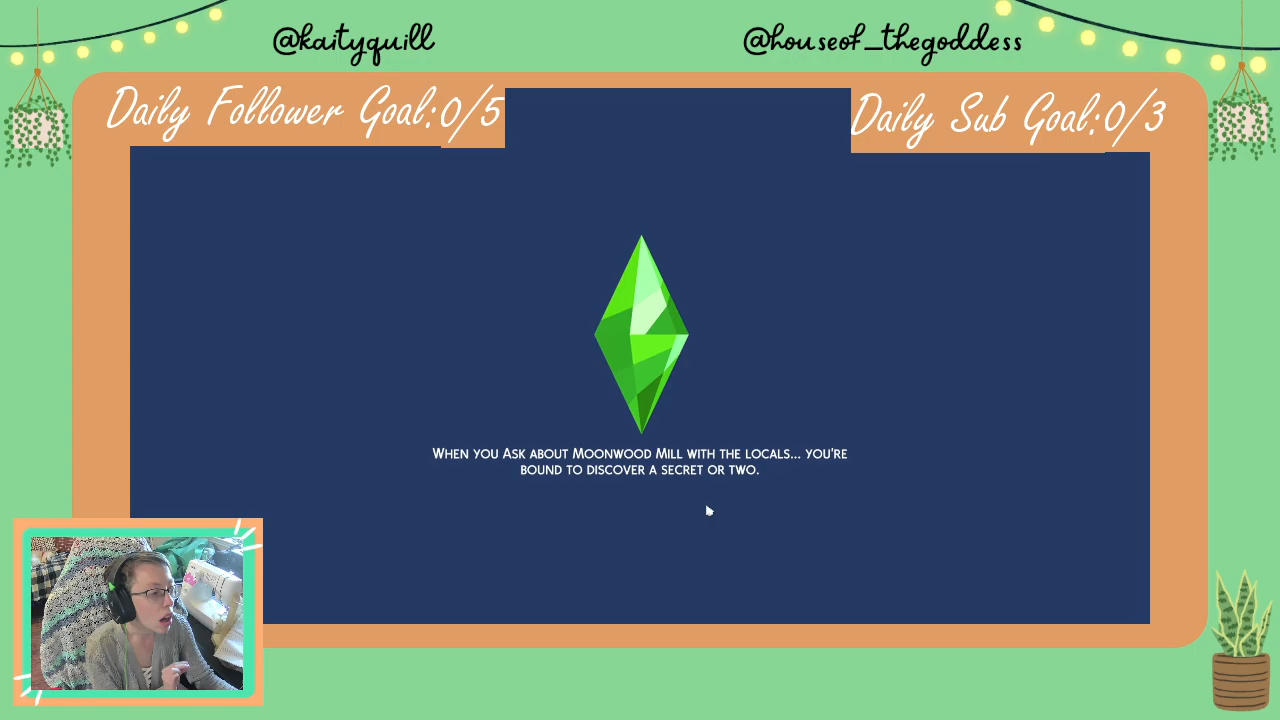 @kaityquill
@houseof_thegoddess
Daily Follower Goal:0/5
Daily Sub Goal:0/3
When you Ask about Moonwood Mill with the locals... you're
bound to discover a secret or two.